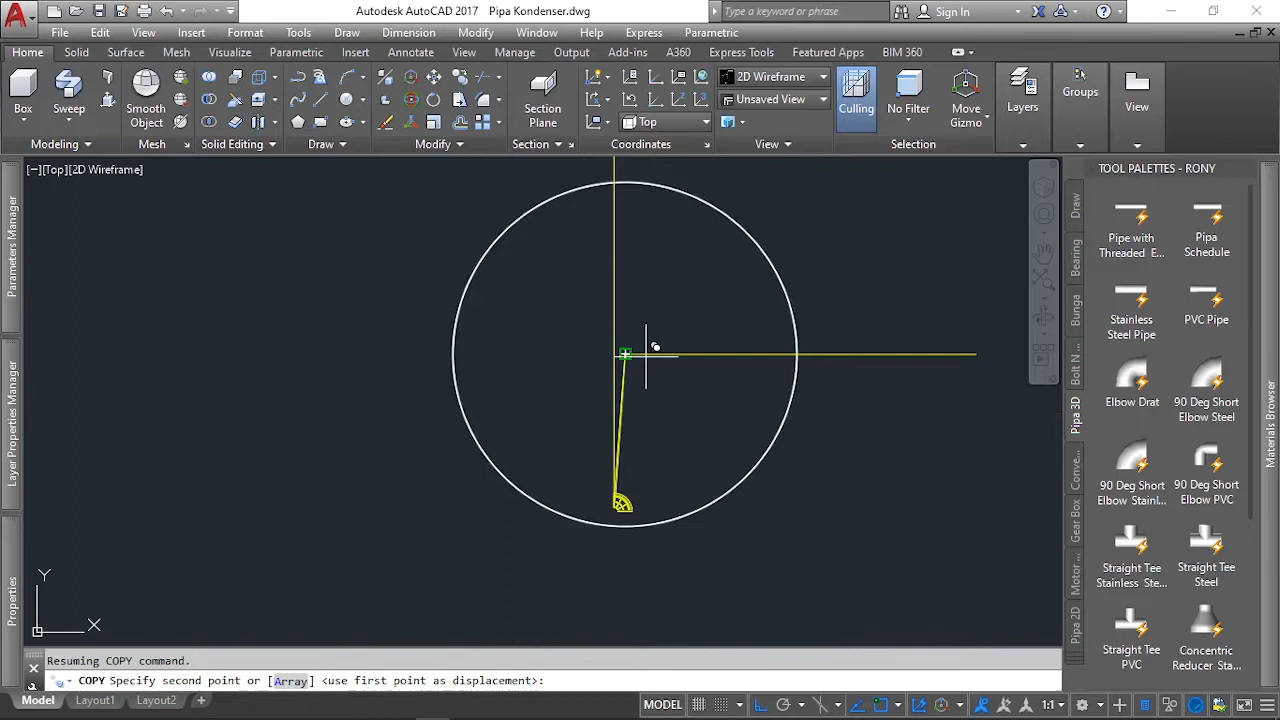 Autodesk AutoCAD 2017 Pipa Kondenser.dwg
Type a keyword or phrase
Sign In
File Edit View Insert Format Tools Draw Dimension Modify Window Help Express Parametric
Home Solid Surface Mesh Visualize Parametric Insert Annotate View Manage Output Add-ins A360 Express Tools Featured Apps BIM 360
Box
Sweep
Smooth
Object
Section
Plane
2D Wireframe
Unsaved View
Top
Culling
No Filter
Move
Gizmo
Layers
Groups
View
Modeling
Mesh
Solid Editing
Draw
Modify
Section
Coordinates
View
Selection
[−][Top][2D Wireframe]
Parameters Manager
Layer Properties Manager
Properties
Y
X
TOOL PALETTES - RONY
Draw
Bearing
Bunga
Bolt N ...
Pipa 3D
Conve...
Gear Box
Motor ...
Pipa 2D
Pipe with
Threaded E...
Pipa
Schedule
Stainless
Steel Pipe
PVC Pipe
Elbow Drat
90 Deg Short
Elbow Steel
90 Deg Short
Elbow Stainl...
90 Deg Short
Elbow PVC
Straight Tee
Stainless Ste...
Straight Tee
Steel
Straight Tee
PVC
Concentric
Reducer Sta...
Materials Browser
Resuming COPY command.
COPY Specify second point or [Array] <use first point as displacement>:
Model Layout1 Layout2 +
MODEL
1:1